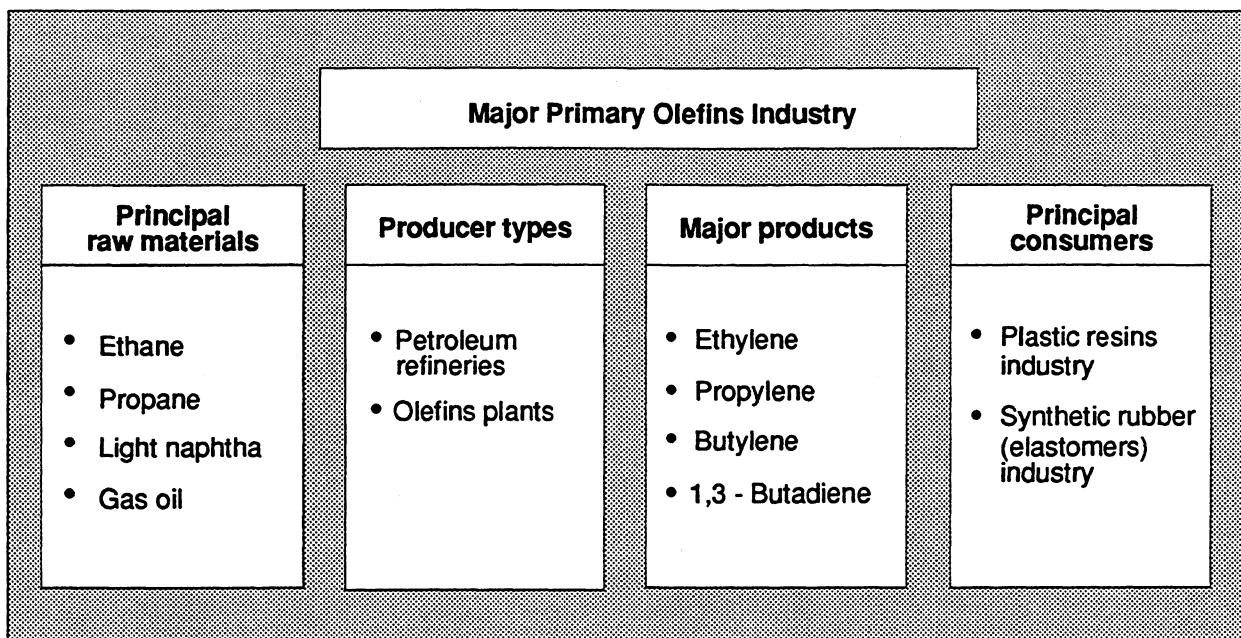 Major Primary Olefins Industry
Principal
raw materials
• Ethane
• Propane
• Light naphtha
• Gas oil
Producer types
• Petroleum
refineries
• Olefins plants
Major products
• Ethylene
• Propylene
• Butylene
• 1,3 - Butadiene
Principal
consumers
• Plastic resins
industry
• Synthetic rubber
(elastomers)
industry